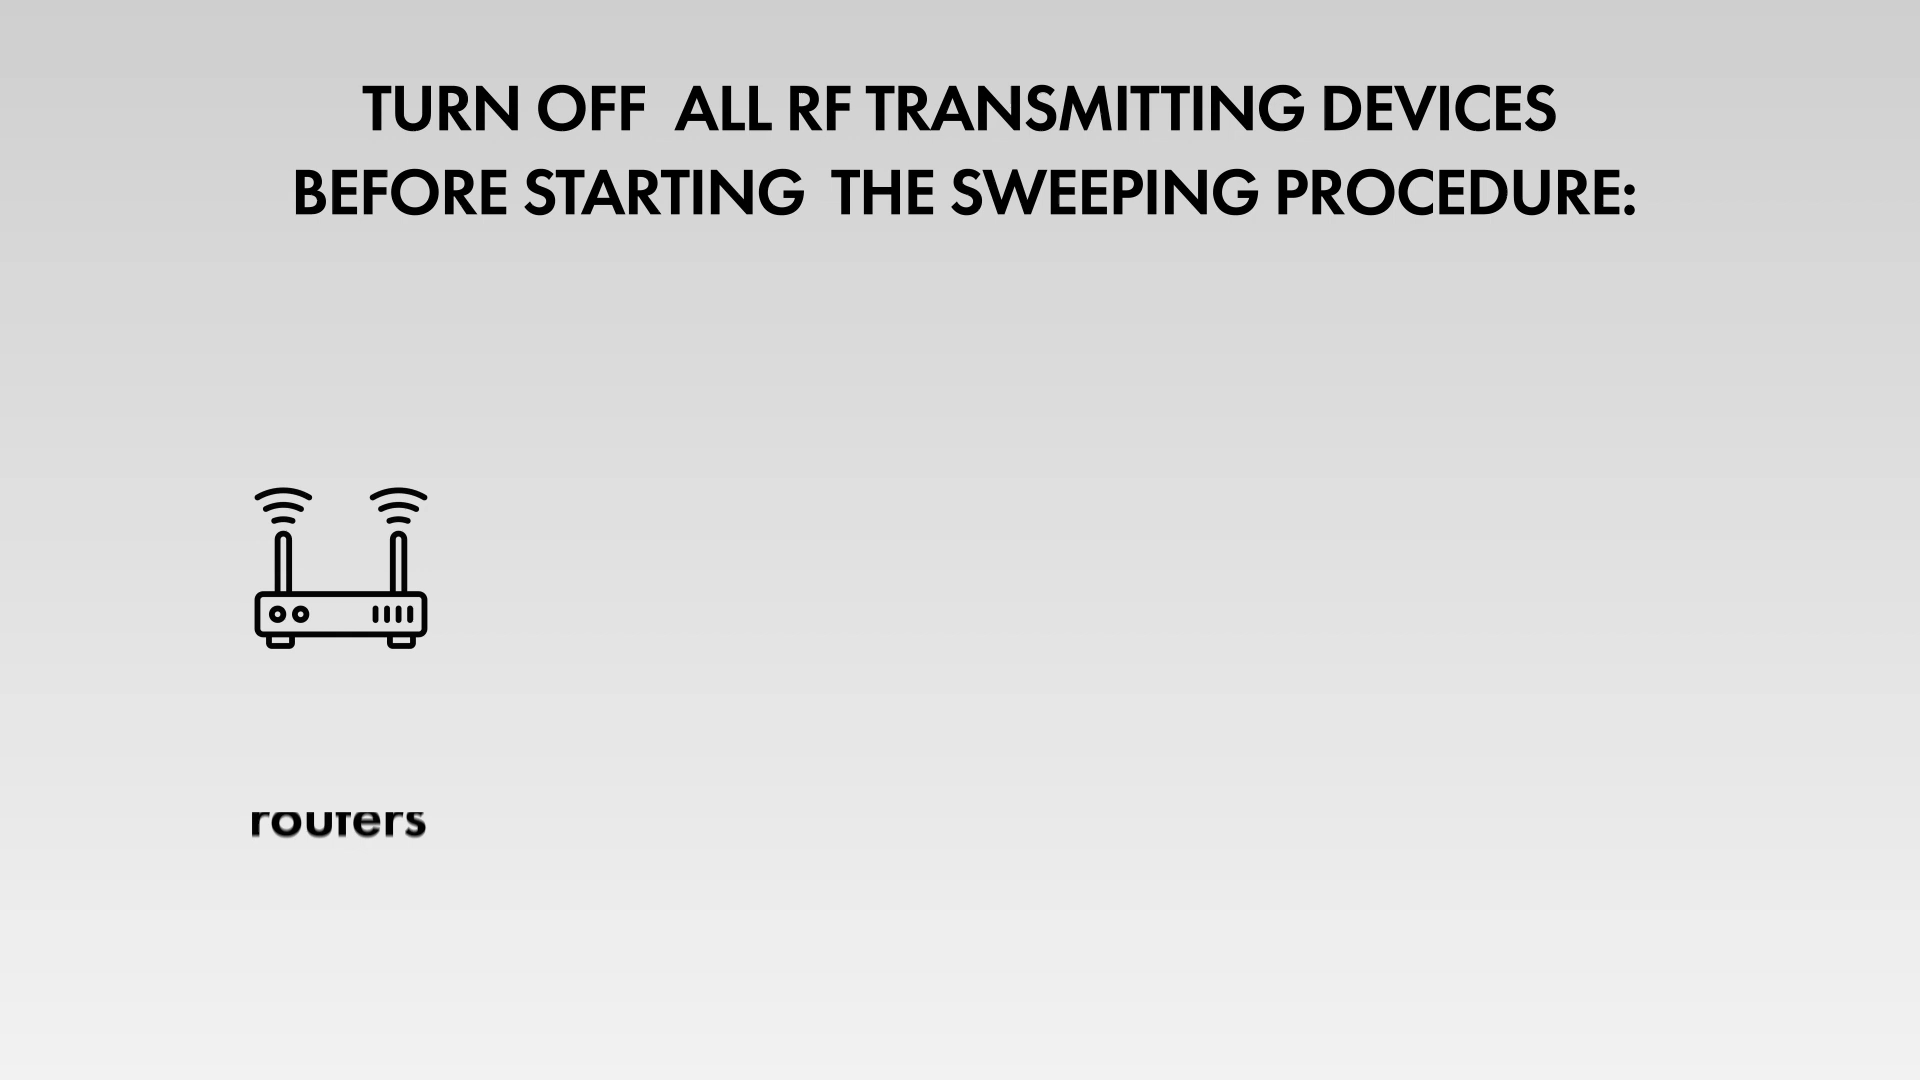 TURN OFF  ALL RF TRANSMITTING DEVICES
BEFORE STARTING  THE SWEEPING PROCEDURE:
routers